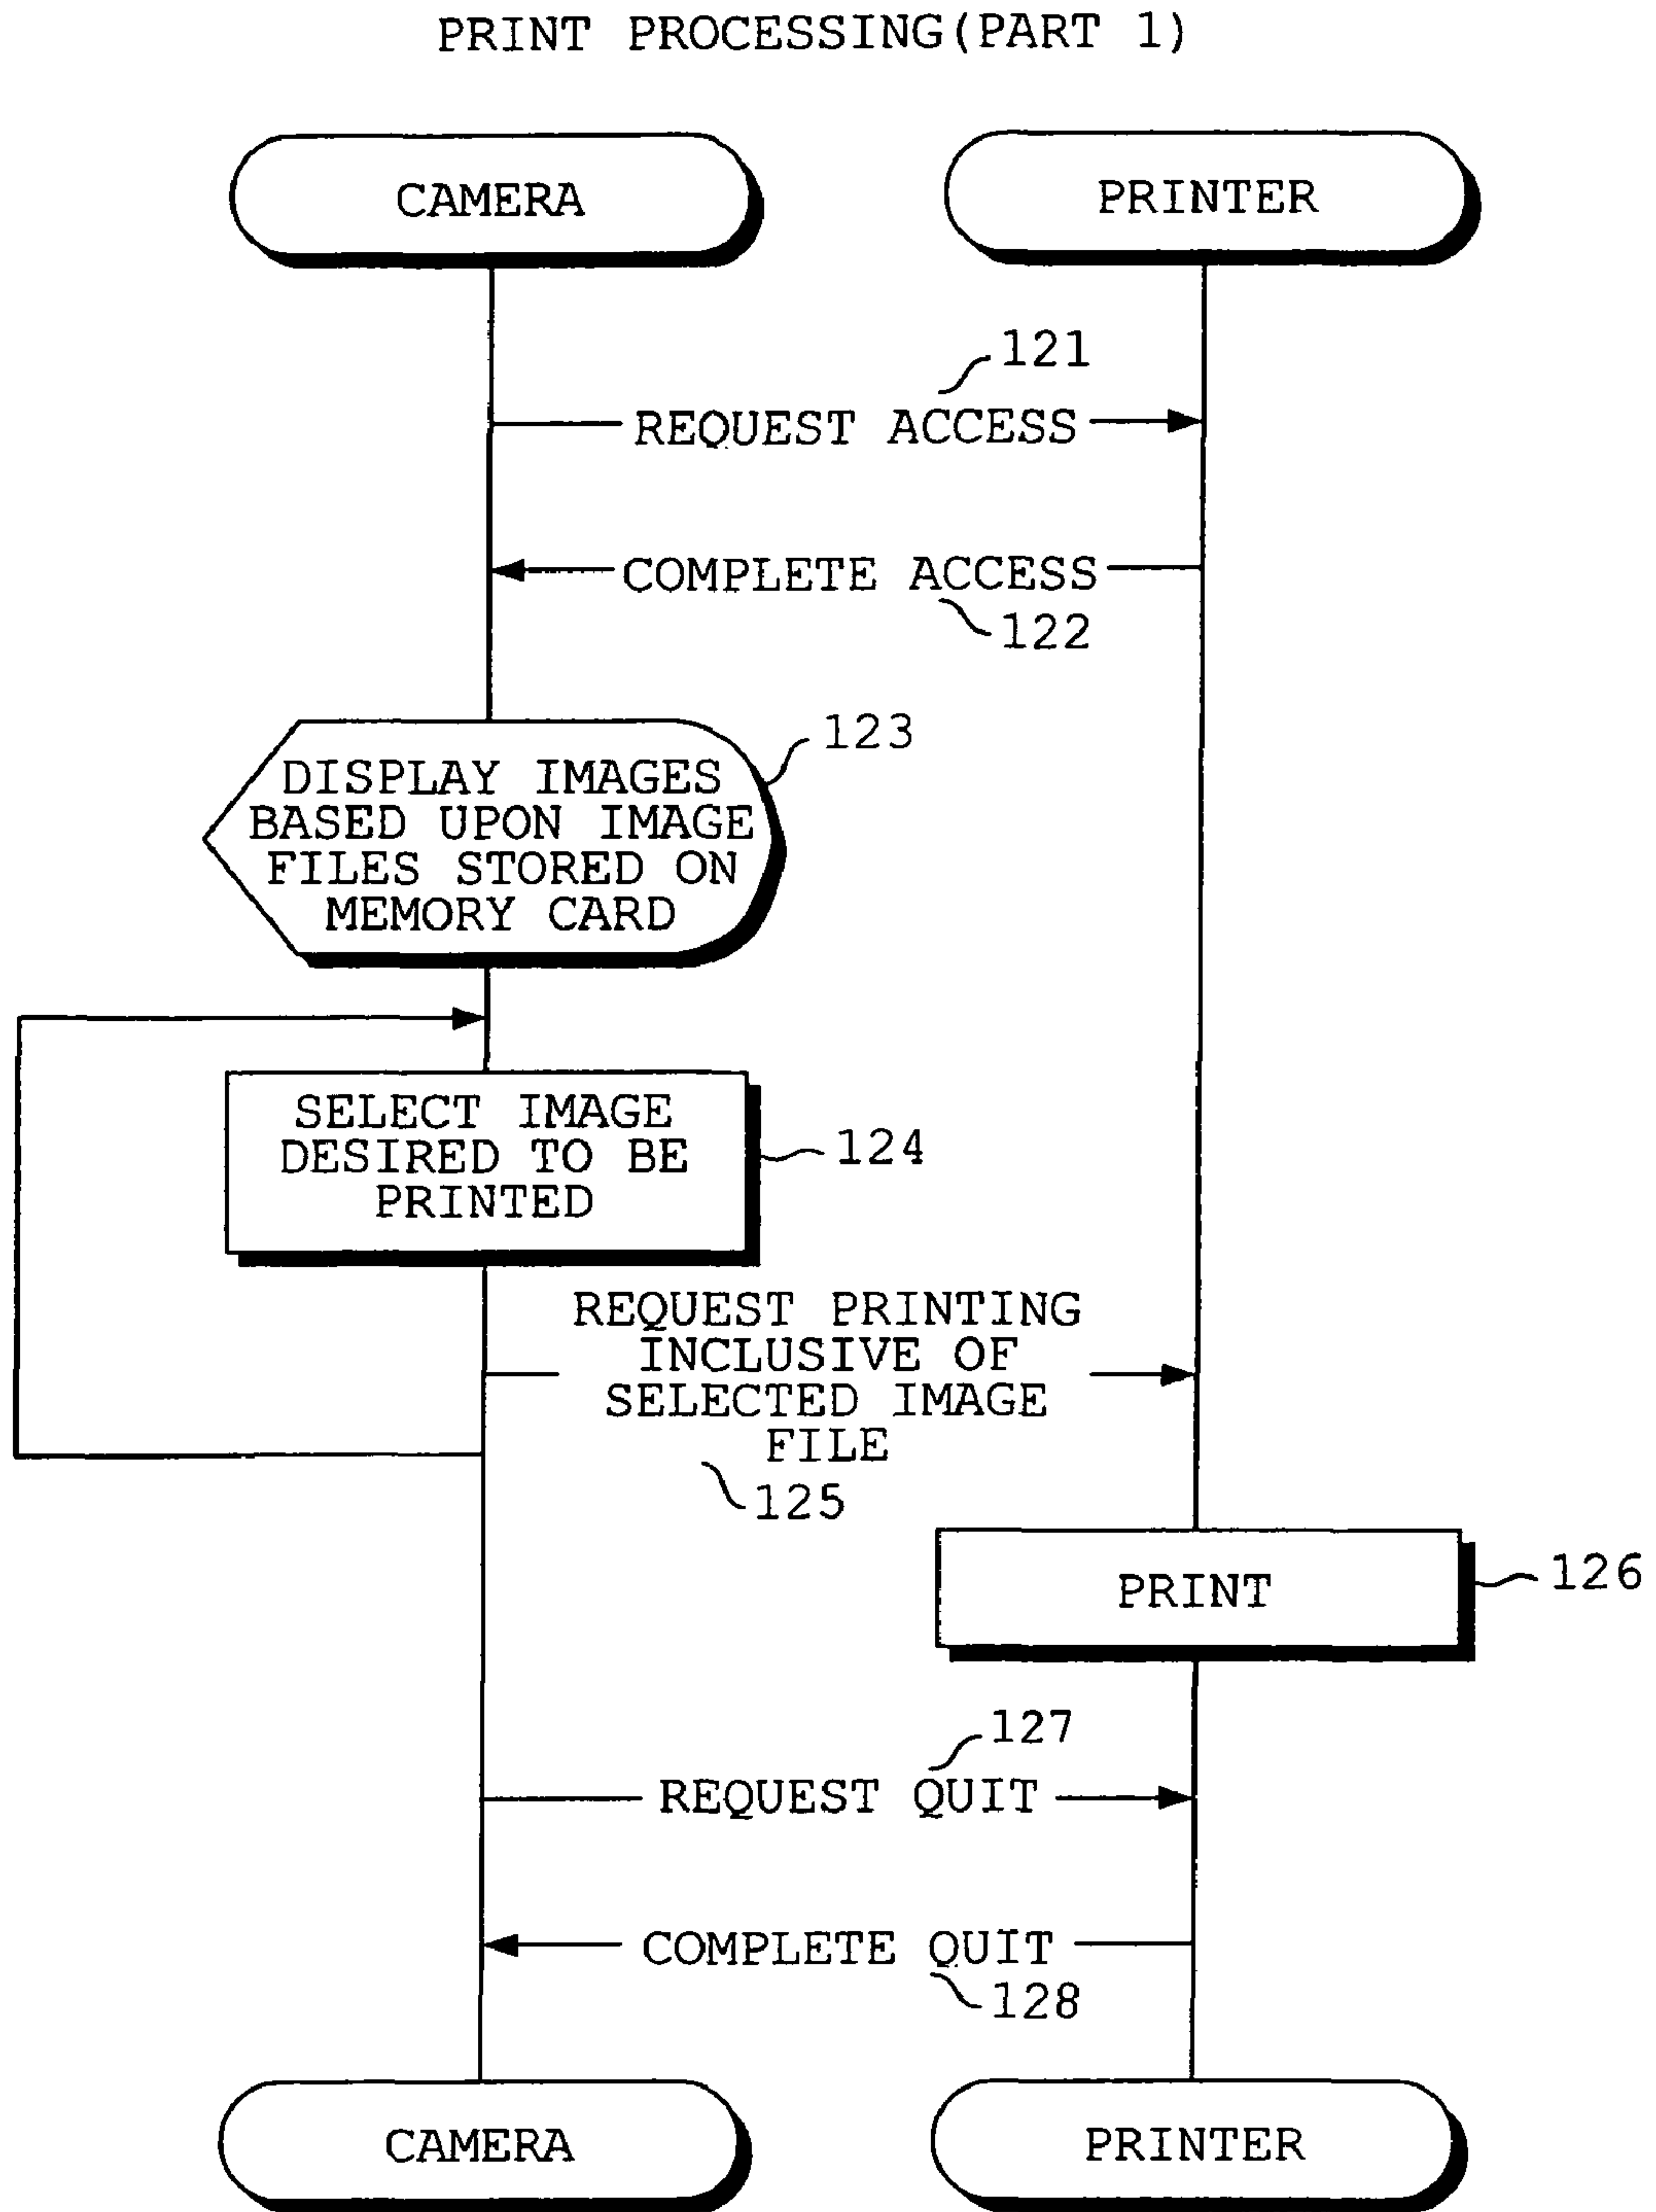 PRINT PROCESSING(PART 1)
CAMERA
PRINTER
121
REQUEST ACCESS
COMPLETE ACCESS
122
123
DISPLAY IMAGES
BASED UPON IMAGE
FILES STORED ON
MEMORY CARD
SELECT IMAGE
DESIRED TO BE
PRINTED
124
REQUEST PRINTING
INCLUSIVE OF
SELECTED IMAGE
FILE
125
PRINT
126
127
REQUEST QUIT
COMPLETE QUIT
128
CAMERA
PRINTER